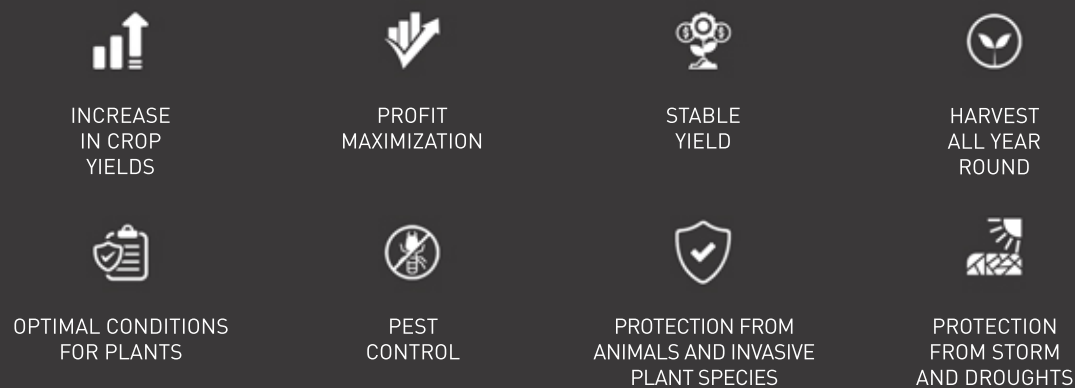 INCREASE
IN CROP
YIELDS
PROFIT
MAXIMIZATION
STABLE
YIELD
HARVEST
ALL YEAR
ROUND
OPTIMAL CONDITIONS
FOR PLANTS
PEST
CONTROL
PROTECTION FROM
ANIMALS AND INVASIVE
PLANT SPECIES
PROTECTION
FROM STORM
AND DROUGHTS